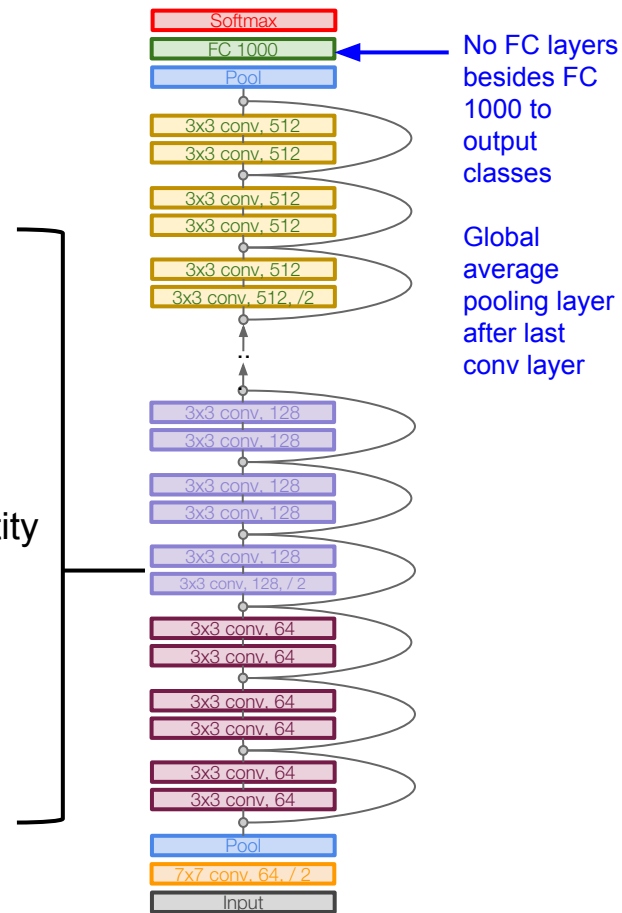 Softmax
FC 1000
Pool
3x3 conv, 512
3x3 conv, 512
3x3 conv, 512
3x3 conv, 512
3x3 conv, 512
3x3 conv, 512, /2
..
3x3 conv, 128
3x3 conv, 128
3x3 conv, 128
3x3 conv, 128
3x3 conv, 128
3x3 conv, 128, / 2
3x3 conv, 64
3x3 conv, 64
3x3 conv, 64
3x3 conv, 64
3x3 conv, 64
3x3 conv, 64
Pool
7x7 conv, 64, / 2
Input
No FC layers
besides FC
1000 to
output
classes
Global
average
pooling layer
after last
conv layer
tity